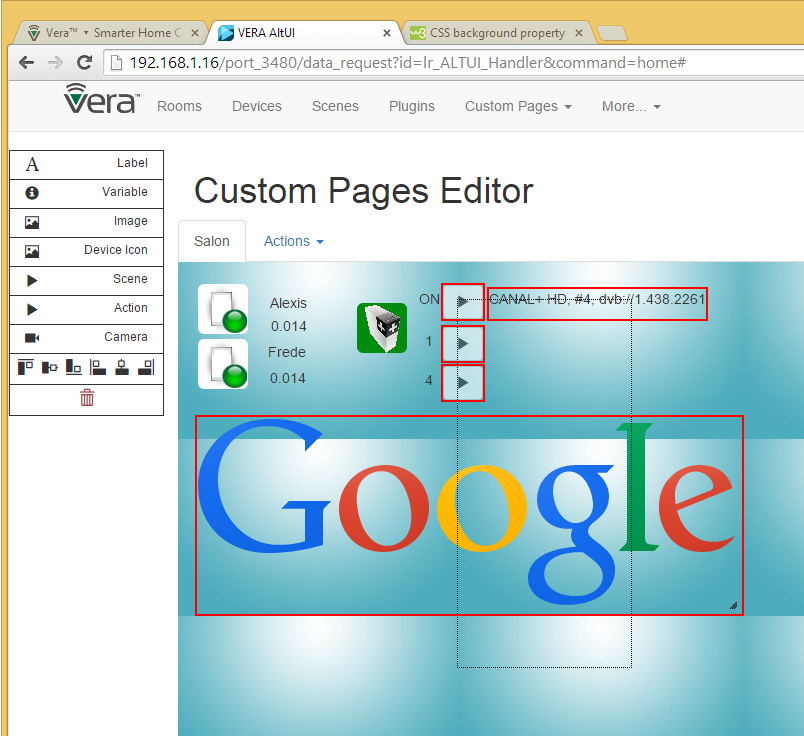 Vera™ • Smarter Home C
VERA AltUI
CSS background property
192.168.1.16/port_3480/data_request?id=lr_ALTUI_Handler&command=home#
Vera™ Rooms Devices Scenes Plugins Custom Pages More...
A Label
Variable
Image
Device Icon
Scene
Action
Camera
Custom Pages Editor
Salon Actions
Alexis
0.014
Frede
0.014
ON CANAL+ HD, #4, dvb://1.438.2261
1
4
Google